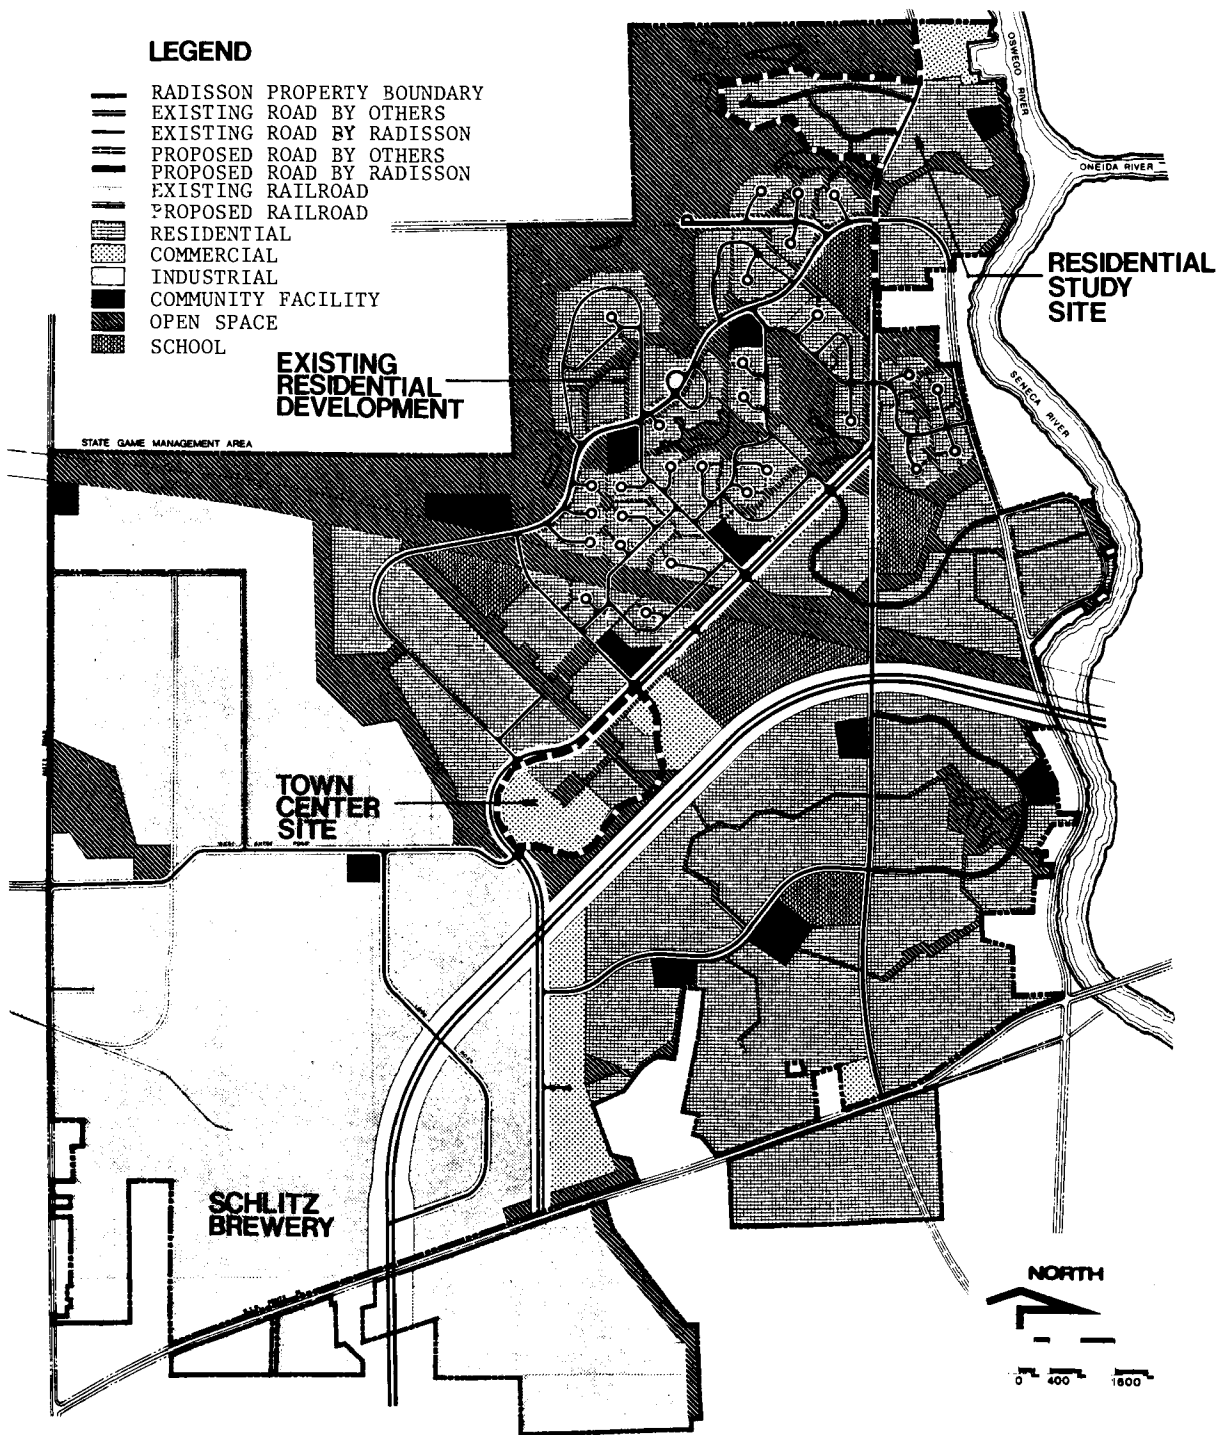 LEGEND
RADISSON PROPERTY BOUNDARY
EXISTING ROAD BY OTHERS
EXISTING ROAD BY RADISSON
PROPOSED ROAD BY OTHERS
PROPOSED ROAD BY RADISSON
EXISTING RAILROAD
PROPOSED RAILROAD
RESIDENTIAL
COMMERCIAL
INDUSTRIAL
COMMUNITY FACILITY
OPEN SPACE
SCHOOL
OSWEGO RIVER
ONEIDA RIVER
RESIDENTIAL
STUDY
SITE
EXISTING
RESIDENTIAL
DEVELOPMENT
SENECA RIVER
STATE GAME MANAGEMENT AREA
TOWN
CENTER
SITE
SCHLITZ
BREWERY
NORTH
0 400 1600